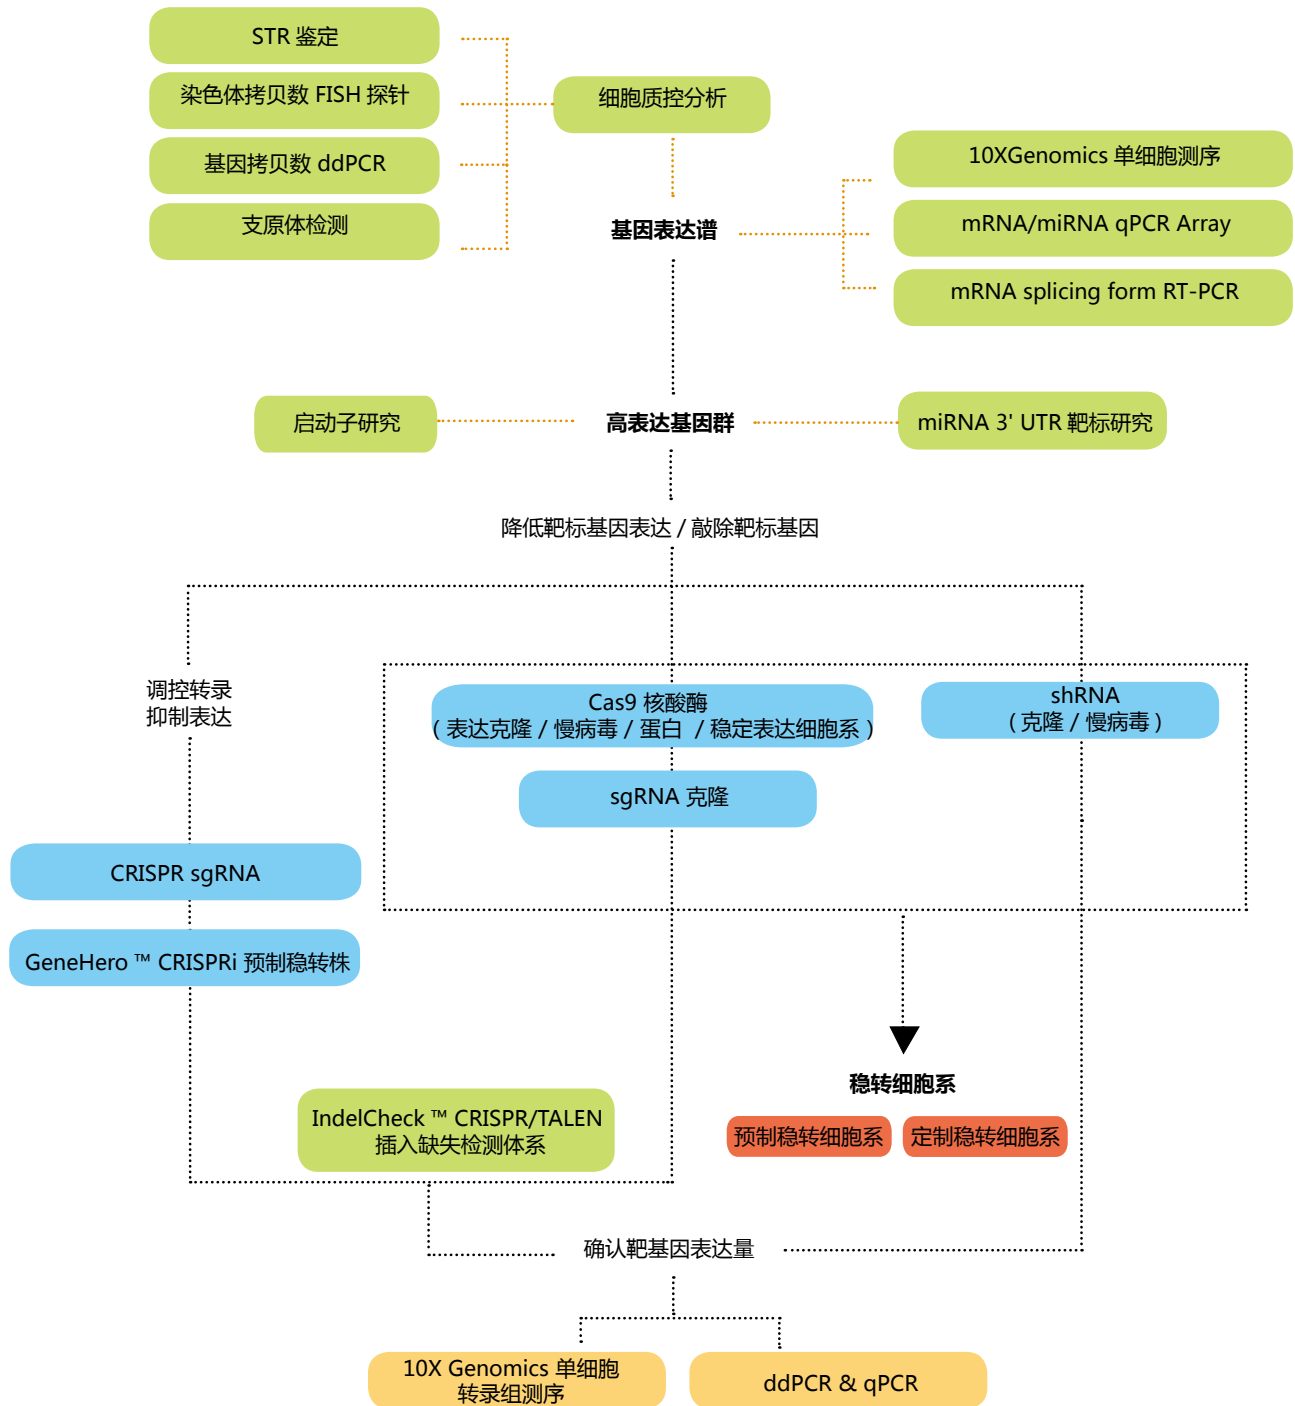 STR 鉴定
染色体拷贝数 FISH 探针
细胞质控分析
基因拷贝数 ddPCR
支原体检测
10XGenomics 单细胞测序
基因表达谱
mRNA/miRNA qPCR Array
mRNA splicing form RT-PCR
启动子研究
高表达基因群
miRNA 3' UTR 靶标研究
降低靶标基因表达 / 敲除靶标基因
调控转录
抑制表达
Cas9 核酸酶
( 表达克隆 / 慢病毒 / 蛋白 / 稳定表达细胞系 )
shRNA
( 克隆 / 慢病毒 )
sgRNA 克隆
CRISPR sgRNA
GeneHero ™ CRISPRi 预制稳转株
稳转细胞系
IndelCheck ™ CRISPR/TALEN
插入缺失检测体系
预制稳转细胞系
定制稳转细胞系
确认靶基因表达量
10X Genomics 单细胞
转录组测序
ddPCR & qPCR